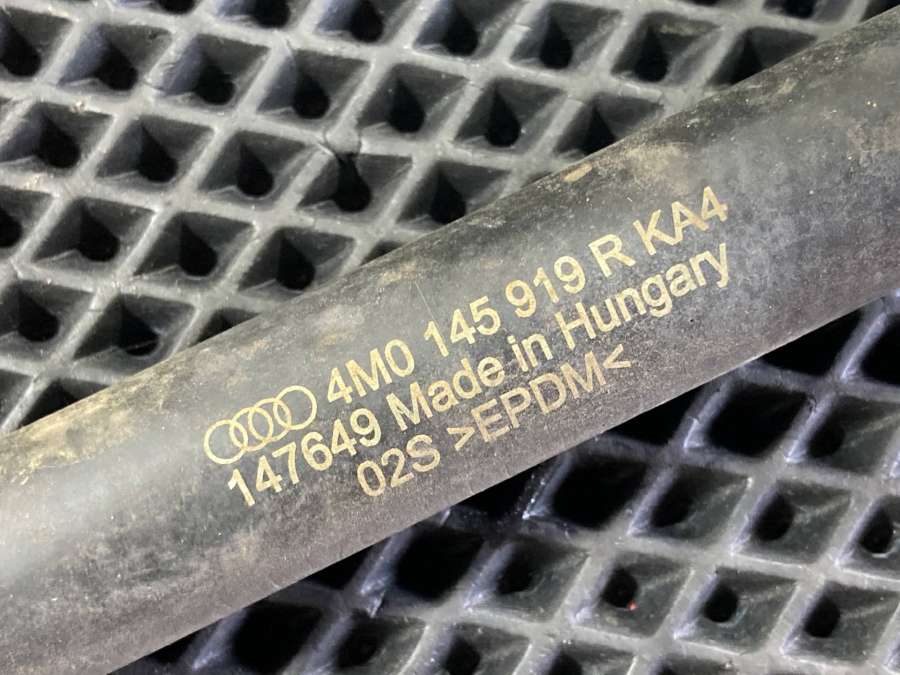 4M0 145 919 R KA4
147649 Made in Hungary
02S >EPDM<